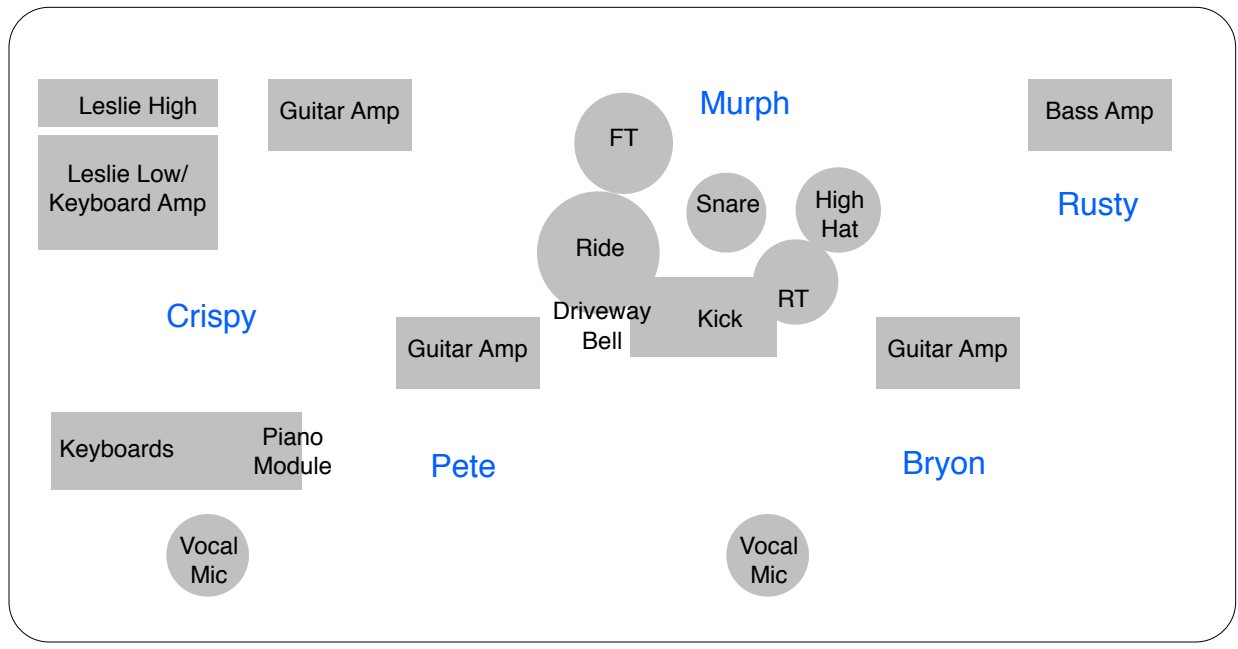 Leslie High
Guitar Amp
Murph
Bass Amp
FT
Leslie Low/
Keyboard Amp
Snare
High
Hat
Rusty
Ride
Crispy
Driveway
Bell
Kick
RT
Guitar Amp
Guitar Amp
Keyboards
Piano
Module
Pete
Bryon
Vocal
Mic
Vocal
Mic